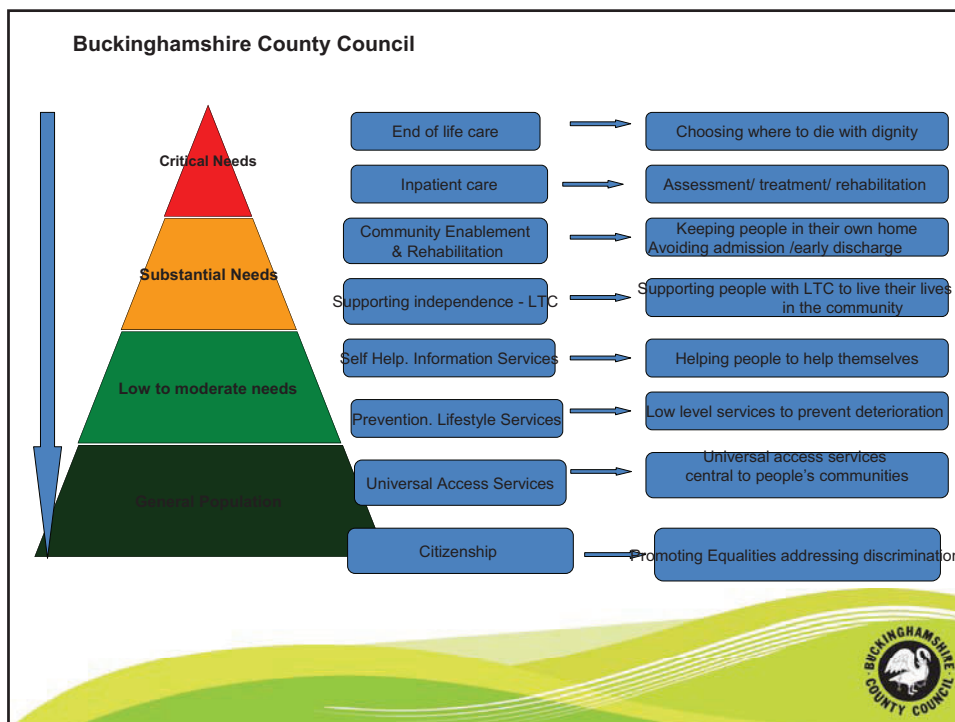 Buckinghamshire County Council
Critical Needs
Substantial Needs
Low to moderate needs
General Population
End of life care
Choosing where to die with dignity
Inpatient care
Assessment/ treatment/ rehabilitation
Community Enablement
& Rehabilitation
Keeping people in their own home
Avoiding admission /early discharge
Supporting independence - LTC
Supporting people with LTC to live their lives
in the community
Self Help. Information Services
Helping people to help themselves
Prevention. Lifestyle Services
Low level services to prevent deterioration
Universal Access Services
Universal access services
central to people’s communities
Citizenship
Promoting Equalities addressing discrimination
BUCKINGHAMSHIRE
COUNTY COUNCIL